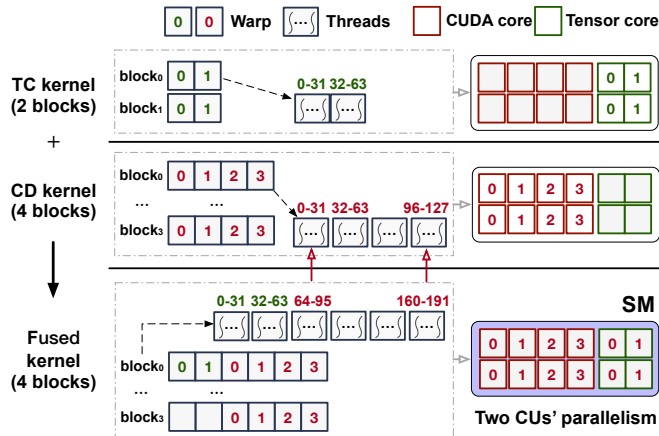 0 0 Warp ... Threads CUDA core Tensor core
TC kernel
(2 blocks)
block0 0 1
block1 0 1
0-31 32-63
... ...
0 1
0 1
+
CD kernel
(4 blocks)
block0 0 1 2 3
... ...
block3 0 1 2 3
0-31 32-63 96-127
... ... ... ...
0 1 2 3
0 1 2 3
Fused
kernel
(4 blocks)
0-31 32-63 64-95 160-191
... ... ... ... ... ...
block0 0 1 0 1 2 3
... ...
block3 0 1 2 3
SM
0 1 2 3 0 1
0 1 2 3 0 1
Two CUs' parallelism